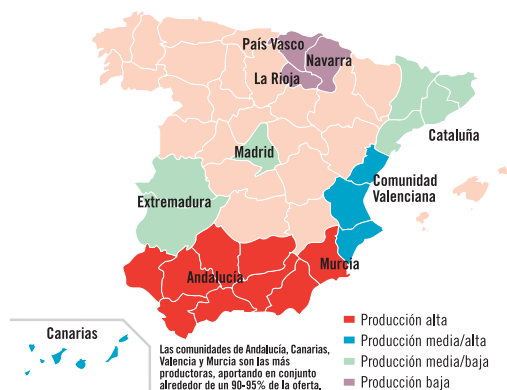 País Vasco
Navarra
La Rioja
Cataluña
Madrid
Comunidad
Valenciana
Extremadura
Andalucía
Murcia
Canarias
Las comunidades de Andalucía, Canarias,
Valencia y Murcia son las más
productoras, aportando en conjunto
alrededor de un 90-95% de la oferta.
Producción alta
Producción media/alta
Producción media/baja
Producción baja